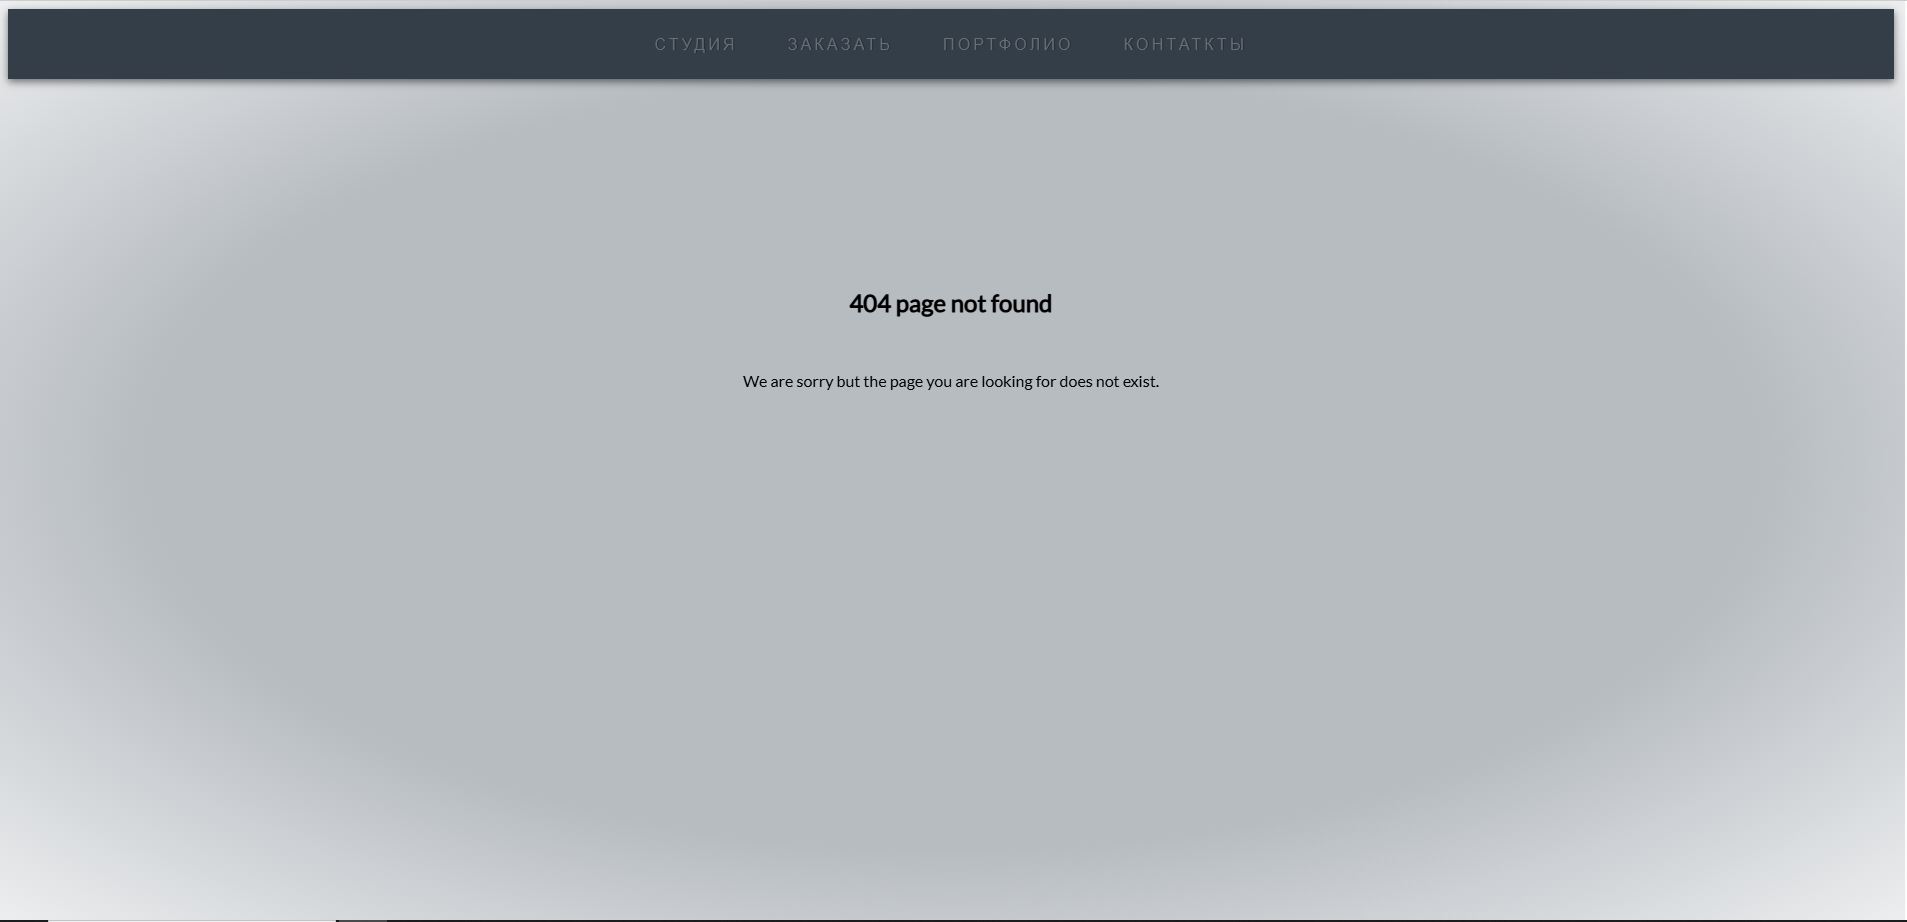 СТУДИЯ ЗАКАЗАТЬ ПОРТФОЛИО КОНТАТКТЫ
404 page not found
We are sorry but the page you are looking for does not exist.